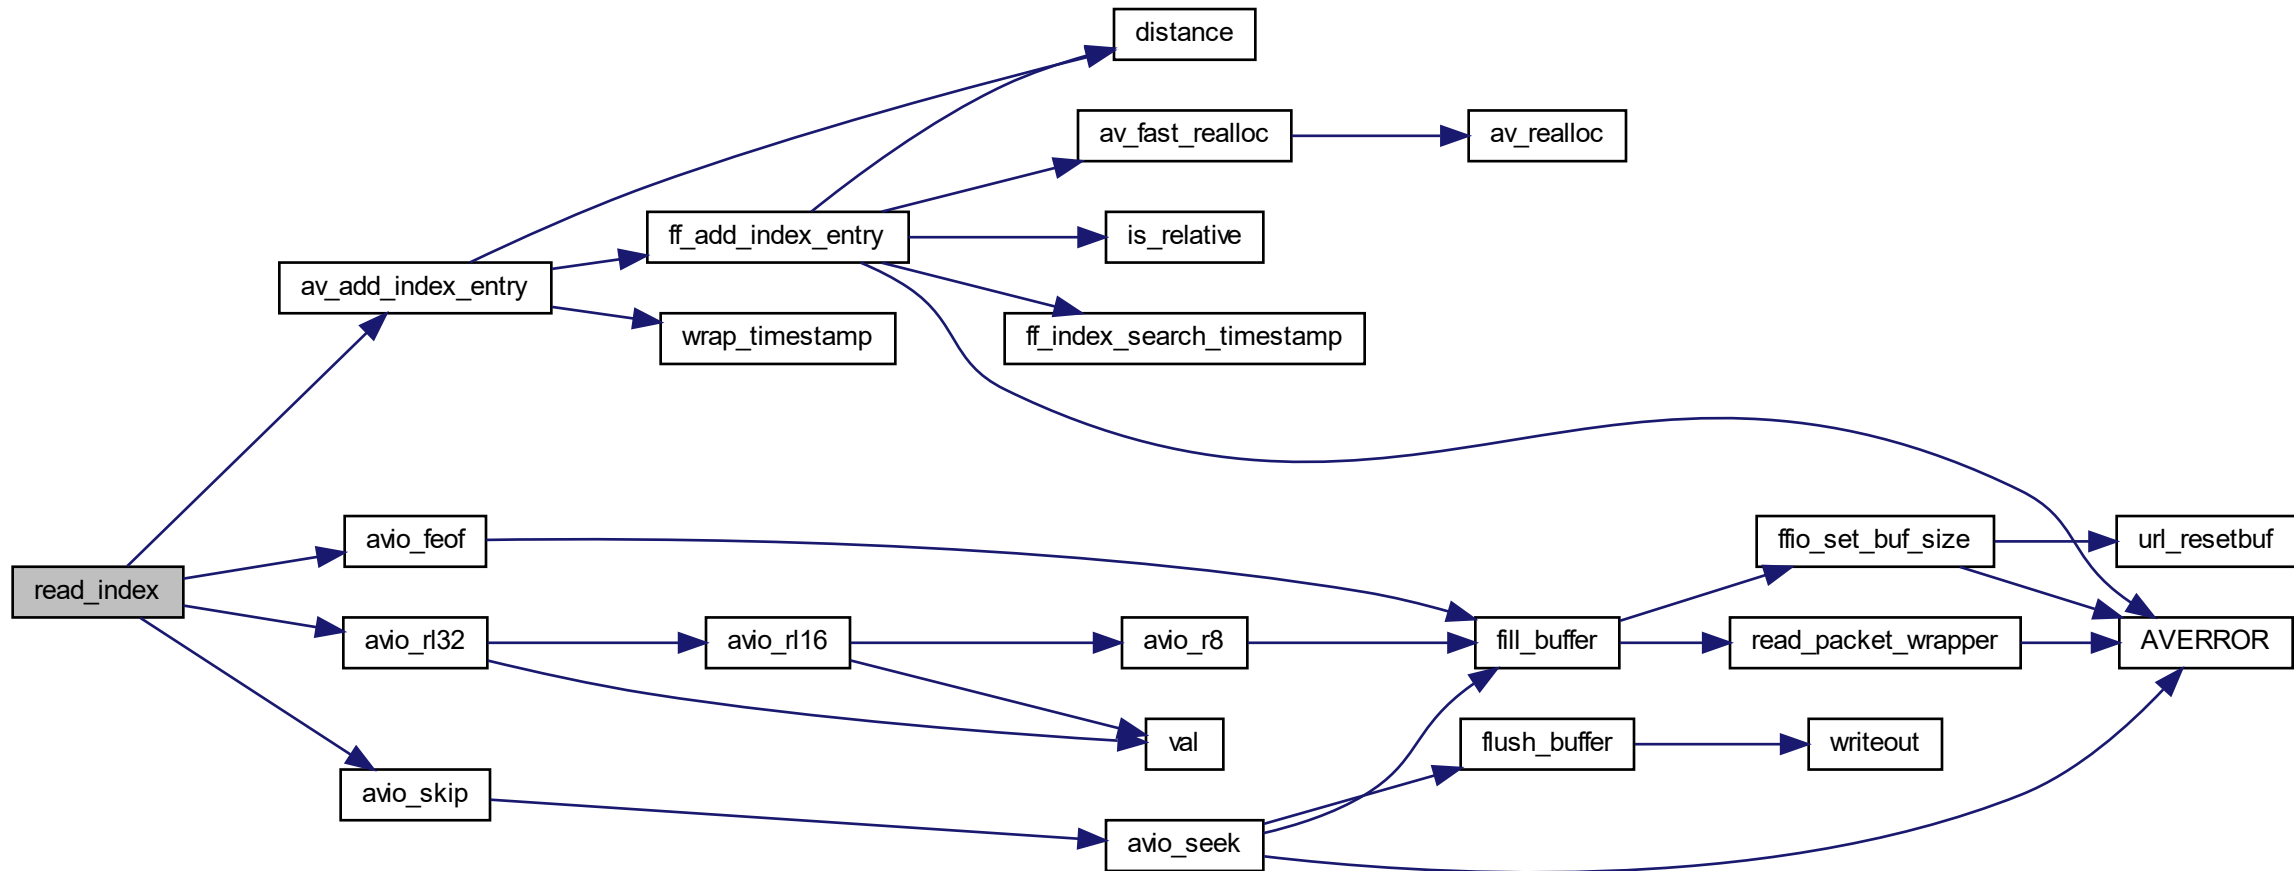 distance
av_fast_realloc
av_realloc
ff_add_index_entry
is_relative
av_add_index_entry
wrap_timestamp
ff_index_search_timestamp
avio_feof
ffio_set_buf_size
url_resetbuf
read_index
avio_rl32
avio_rl16
avio_r8
fill_buffer
read_packet_wrapper
AVERROR
val
flush_buffer
writeout
avio_skip
avio_seek